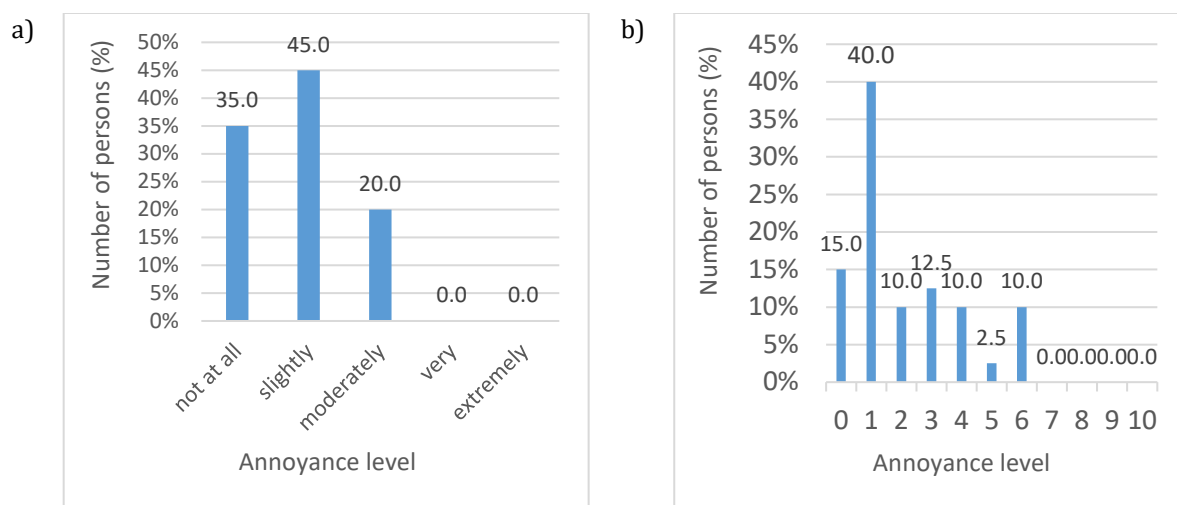 a)
Number of persons (%)
50%
45%
40%
35%
30%
25%
20%
15%
10%
5%
0%
35.0
45.0
20.0
0.0
0.0
not at all
slightly
moderately
very
extremely
Annoyance level
b)
Number of persons (%)
45%
40%
35%
30%
25%
20%
15%
10%
5%
0%
15.0
40.0
10.0
12.5
10.0
2.5
10.0
0.00.00.00.0
0 1 2 3 4 5 6 7 8 9 10
Annoyance level